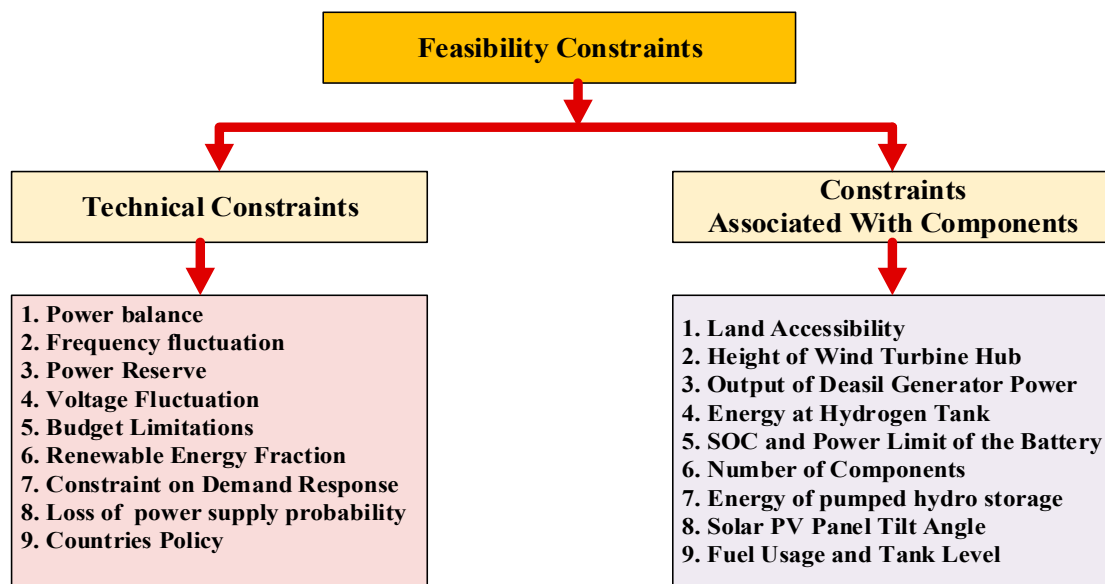 Feasibility Constraints
Technical Constraints
Constraints
Associated With Components
1. Power balance
2. Frequency fluctuation
3. Power Reserve
4. Voltage Fluctuation
5. Budget Limitations
6. Renewable Energy Fraction
7. Constraint on Demand Response
8. Loss of power supply probability
9. Countries Policy
1. Land Accessibility
2. Height of Wind Turbine Hub
3. Output of Deasil Generator Power
4. Energy at Hydrogen Tank
5. SOC and Power Limit of the Battery
6. Number of Components
7. Energy of pumped hydro storage
8. Solar PV Panel Tilt Angle
9. Fuel Usage and Tank Level